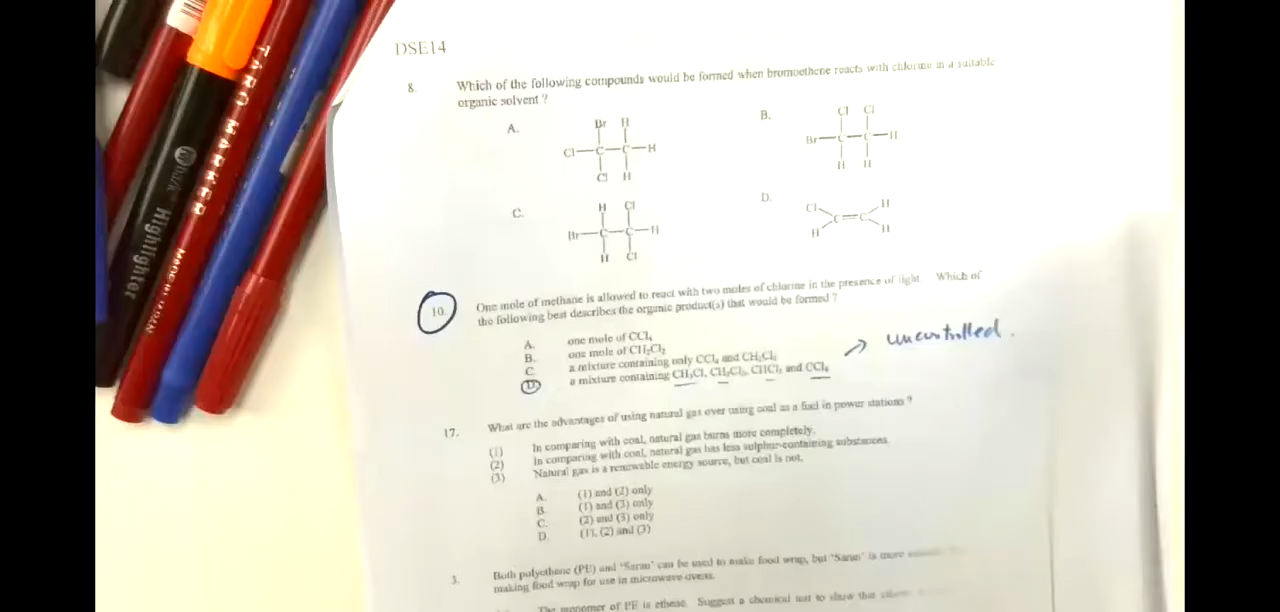 DSE14
8. Which of the following compounds would be formed when bromoethene reacts with chlorine in a suitable
organic solvent ?
A.
Br H
Cl—C—C—H
Cl H
B.
Cl Cl
Br—C—C—H
H H
C.
H Cl
Br—C—C—H
H Cl
D.
Cl H
C=C
H H
10. One mole of methane is allowed to react with two moles of chlorine in the presence of light. Which of
the following best describes the organic product(s) that would be formed ?
A. one mole of CCl₄
B. one mole of CH₂Cl₂
C. a mixture containing only CCl₄ and CH₂Cl₂
D. a mixture containing CH₃Cl, CH₂Cl₂, CHCl₃ and CCl₄
→ uncontrolled.
17. What are the advantages of using natural gas over using coal as a fuel in power stations ?
(1) In comparing with coal, natural gas burns more completely.
(2) In comparing with coal, natural gas has less sulphur-containing substances.
(3) Natural gas is a renewable energy source, but coal is not.
A. (1) and (2) only
B. (1) and (3) only
C. (2) and (3) only
D. (1), (2) and (3)
3. Both polyethene (PE) and 'Saran' can be used to make food wrap, but 'Saran' is more
making food wrap for use in microwave ovens.
The monomer of PE is ethene. Suggest a chemical test to show that
TARO MARKER
Highlighter
MADE IN JAPAN